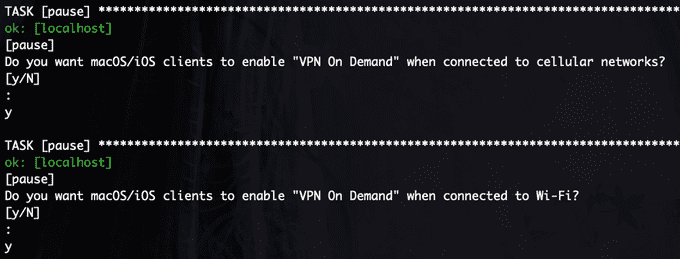 TASK [pause] *******************************************************************************
ok: [localhost]
[pause]
Do you want macOS/iOS clients to enable "VPN On Demand" when connected to cellular networks?
[y/N]
:
y
TASK [pause] *******************************************************************************
ok: [localhost]
[pause]
Do you want macOS/iOS clients to enable "VPN On Demand" when connected to Wi-Fi?
[y/N]
:
y